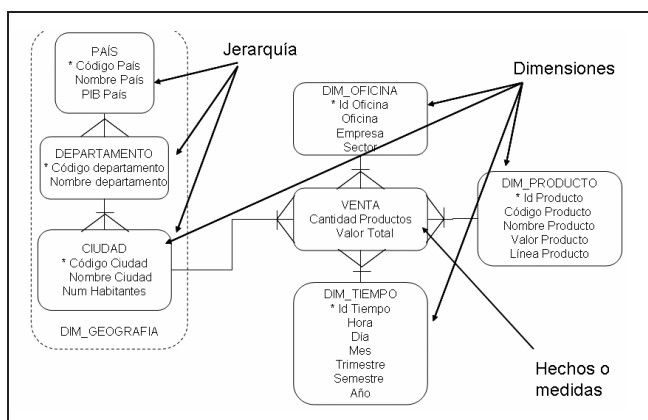 Jerarquía
Dimensiones
PAÍS
* Código País
Nombre País
PIB País
DEPARTAMENTO
* Código departamento
Nombre departamento
CIUDAD
* Código Ciudad
Nombre Ciudad
Num Habitantes
DIM_GEOGRAFIA
DIM_OFICINA
* Id Oficina
Oficina
Empresa
Sector
VENTA
Cantidad Productos
Valor Total
DIM_PRODUCTO
* Id Producto
Código Producto
Nombre Producto
Valor Producto
Línea Producto
DIM_TIEMPO
* Id Tiempo
Hora
Día
Mes
Trimestre
Semestre
Año
Hechos o
medidas